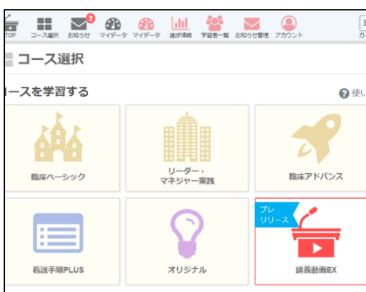 TOP コース選択 お知らせ マイデータ マイデータ 進捗情報 学習者一覧 お知らせ管理 アカウント
コース選択
ースを学習する
使い
臨床ベーシック
リーダー・
マネジャー実践
臨床アドバンス
看護手順PLUS
オリジナル
プレ
リリース
講義動画EX